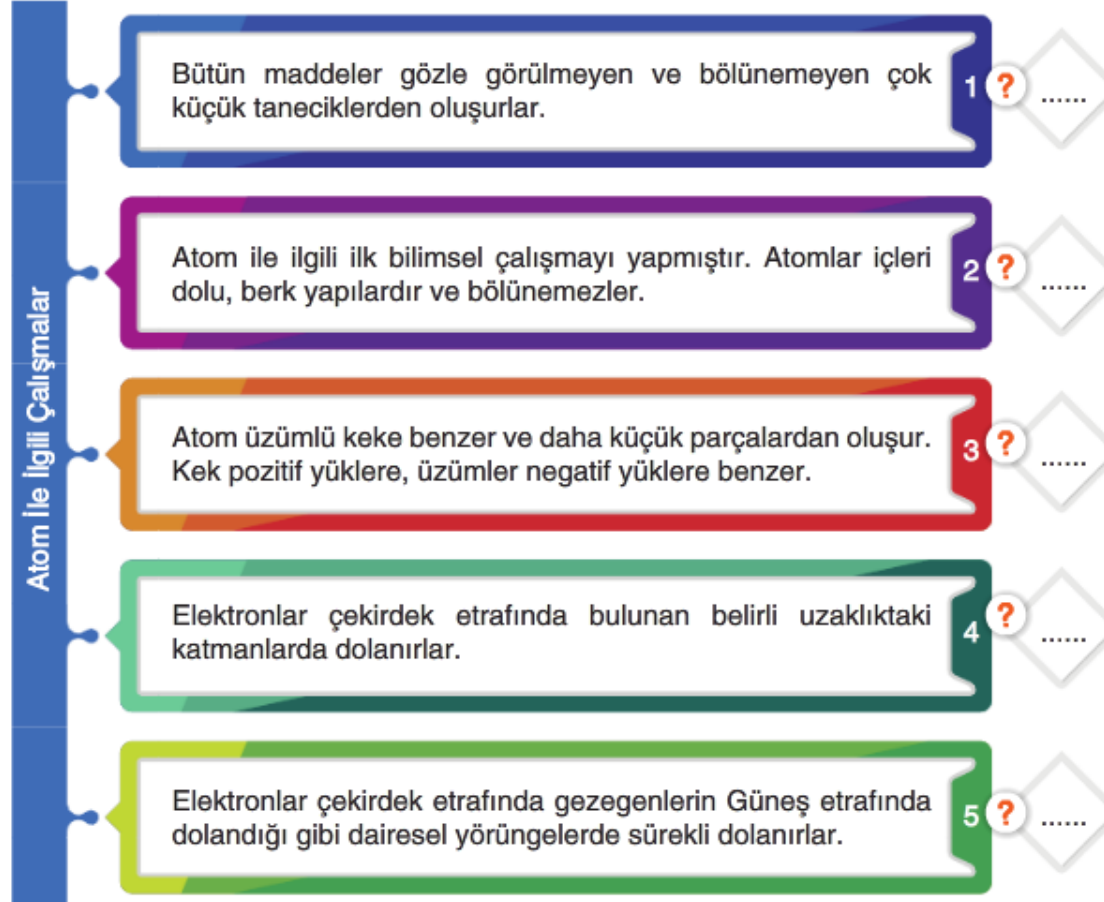 Atom İle İlgili Çalışmalar
Bütün maddeler gözle görülmeyen ve bölünemeyen çok
küçük taneciklerden oluşurlar.
1 ? ......
Atom ile ilgili ilk bilimsel çalışmayı yapmıştır. Atomlar içleri
dolu, berk yapılardır ve bölünemezler.
2 ? ......
Atom üzümlü keke benzer ve daha küçük parçalardan oluşur.
Kek pozitif yüklere, üzümler negatif yüklere benzer.
3 ? ......
Elektronlar çekirdek etrafında bulunan belirli uzaklıktaki
katmanlarda dolanırlar.
4 ? ......
Elektronlar çekirdek etrafında gezegenlerin Güneş etrafında
dolandığı gibi dairesel yörüngelerde sürekli dolanırlar.
5 ? ......